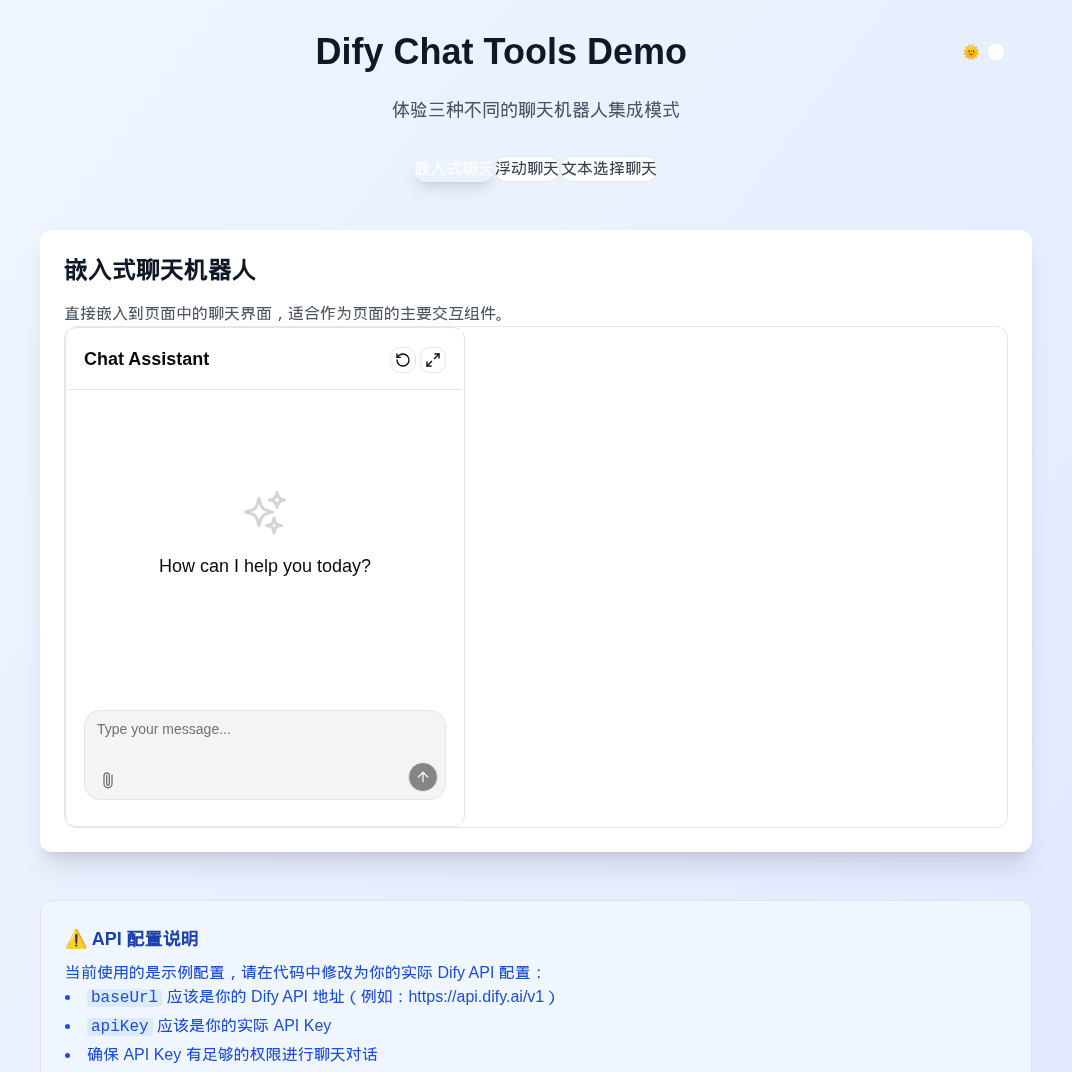 Dify Chat Tools Demo
体验三种不同的聊天机器人集成模式
嵌入式聊天 浮动聊天 文本选择聊天
嵌入式聊天机器人
直接嵌入到页面中的聊天界面，适合作为页面的主要交互组件。
Chat Assistant
How can I help you today?
Type your message...
API 配置说明
当前使用的是示例配置，请在代码中修改为你的实际 Dify API 配置：
baseUrl 应该是你的 Dify API 地址（例如：https://api.dify.ai/v1）
apiKey 应该是你的实际 API Key
确保 API Key 有足够的权限进行聊天对话